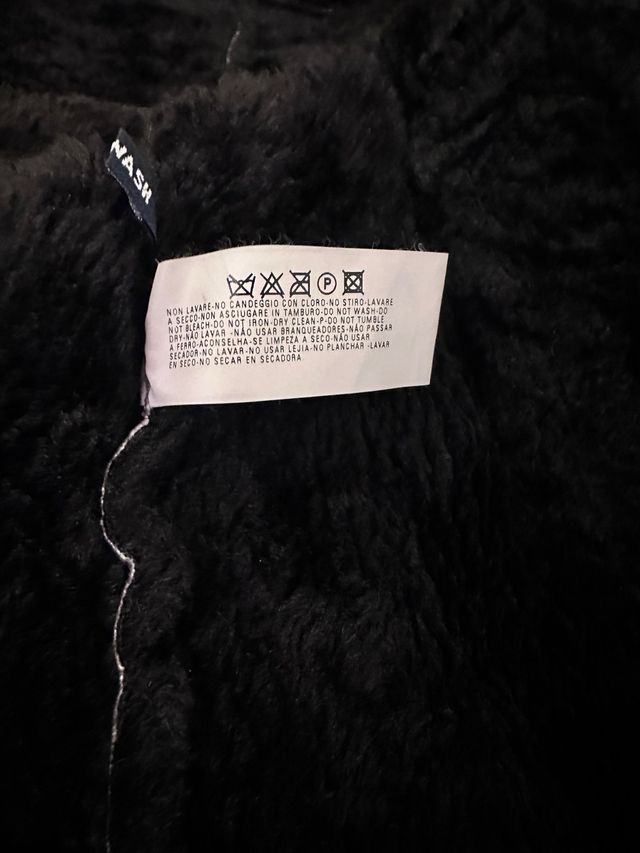 WASH
P
NON LAVARE-NO CANDEGGIO CON CLORO-NO STIRO-LAVARE
A SECCO-NON ASCIUGARE IN TAMBURO-DO NOT WASH-DO
NOT BLEACH-DO NOT IRON-DRY CLEAN-P-DO NOT TUMBLE
DRY-NÃO LAVAR -NÃO USAR BRANQUEADORES-NÃO PASSAR
A FERRO-ACONSELHA-SE LIMPEZA A SECO-NÃO USAR
SECADOR-NO LAVAR-NO USAR LEJIA-NO PLANCHAR -LAVAR
EN SECO-NO SECAR EN SECADORA